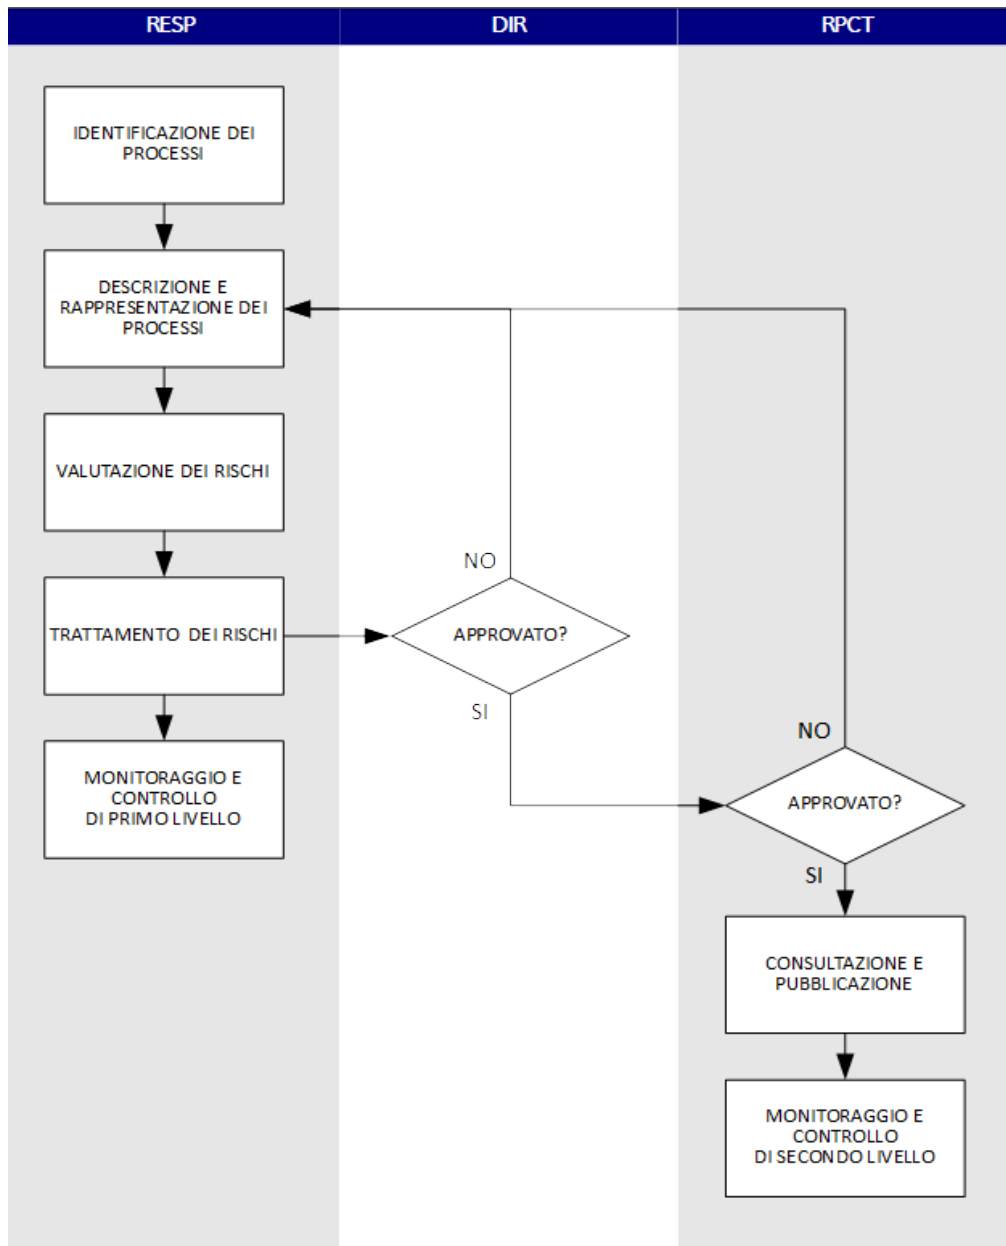 RESP
DIR
RPCT
IDENTIFICAZIONE DEI
PROCESSI
DESCRIZIONE E
RAPPRESENTAZIONE DEI
PROCESSI
VALUTAZIONE DEI RISCHI
TRATTAMENTO DEI RISCHI
MONITORAGGIO E
CONTROLLO
DI PRIMO LIVELLO
NO
APPROVATO?
SI
NO
APPROVATO?
SI
CONSULTAZIONE E
PUBBLICAZIONE
MONITORAGGIO E
CONTROLLO
DI SECONDO LIVELLO